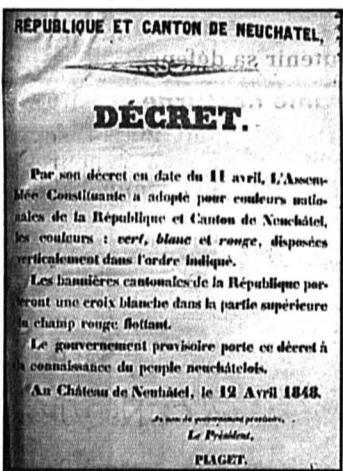 RÉPUBLIQUE ET CANTON DE NEUCHATEL,
DÉCRET.
Par son décret en date du 11 avril, L'Assem-
blée Constituante a adopté pour couleurs natio-
nales de la République et Canton de Neuchâtel,
les couleurs : vert, blanc et rouge, disposées
verticalement dans l'ordre indiqué.
Les bannières cantonales de la République por-
teront une croix blanche dans la partie supérieure
du champ rouge flottant.
Le gouvernement provisoire porte ce décret à
la connaissance du peuple neuchâtelois.
Au Château de Neuhâtel, le 12 Avril 1848.
Au nom du gouvernement provisoire,
Le Président,
PIAGET.